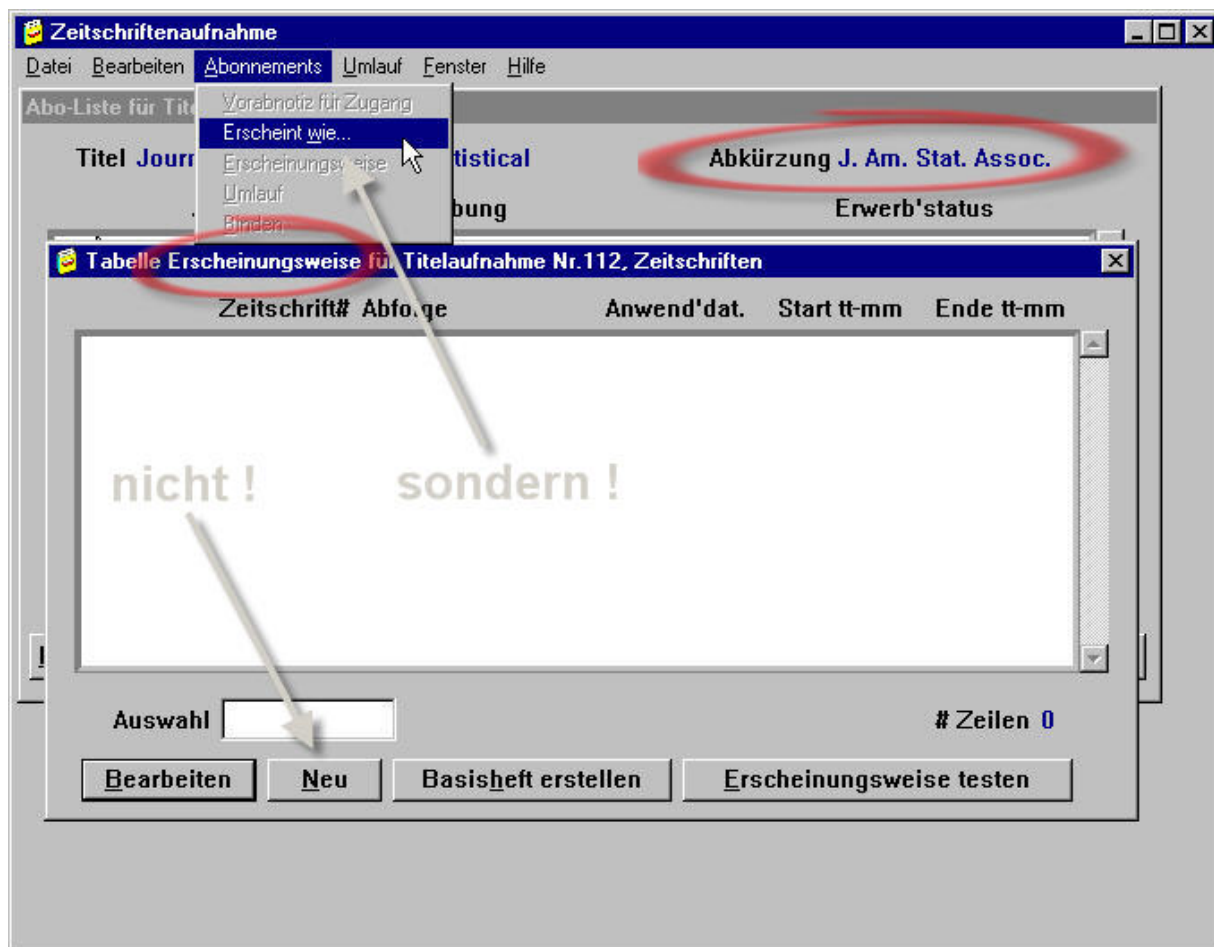 Zeitschriftenaufnahme
Datei Bearbeiten Abonnements Umlauf Fenster Hilfe
Abo-Liste für
Vorabnotiz für Zugang
Erscheint wie...
Titel tistical Abkürzung J. Am. Stat. Assoc.
Erscheinungsweise
Umlauf
bung Erwerb'status
Binden
Tabelle Erscheinungsweise für Titelaufnahme Nr.112, Zeitschriften
Zeitschrift# Abfolge Anwend'dat. Start tt-mm Ende tt-mm
nicht ! sondern !
Auswahl # Zeilen 0
Bearbeiten Neu Basisheft erstellen Erscheinungsweise testen